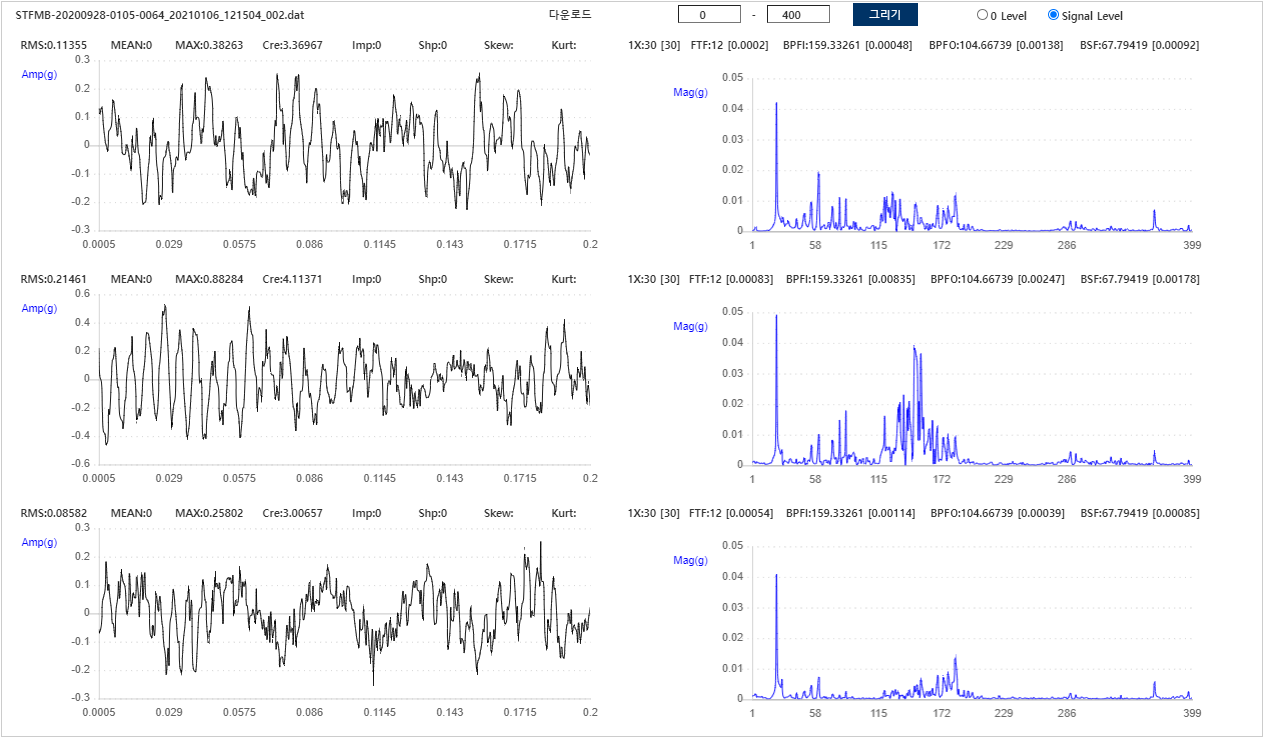 STFMB-20200928-0105-0064_20210106_121504_002.dat 다운로드 0 - 400 그리기 0 Level Signal Level
RMS:0.11355 MEAN:0 MAX:0.38263 Cre:3.36967 Imp:0 Shp:0 Skew: Kurt: 1X:30 [30] FTF:12 [0.0002] BPFI:159.33261 [0.00048] BPFO:104.66739 [0.00138] BSF:67.79419 [0.00092]
Amp(g)
0.3
0.2
0.1
0
-0.1
-0.2
-0.3
0.0005 0.029 0.0575 0.086 0.1145 0.143 0.1715 0.2
Mag(g)
0.05
0.04
0.03
0.02
0.01
0
1 58 115 172 229 286 399
RMS:0.21461 MEAN:0 MAX:0.88284 Cre:4.11371 Imp:0 Shp:0 Skew: Kurt: 1X:30 [30] FTF:12 [0.00083] BPFI:159.33261 [0.00835] BPFO:104.66739 [0.00247] BSF:67.79419 [0.00178]
Amp(g)
0.6
0.4
0.2
0
-0.2
-0.4
-0.6
0.0005 0.029 0.0575 0.086 0.1145 0.143 0.1715 0.2
Mag(g)
0.05
0.04
0.03
0.02
0.01
0
1 58 115 172 229 286 399
RMS:0.08582 MEAN:0 MAX:0.25802 Cre:3.00657 Imp:0 Shp:0 Skew: Kurt: 1X:30 [30] FTF:12 [0.00054] BPFI:159.33261 [0.00114] BPFO:104.66739 [0.00039] BSF:67.79419 [0.00085]
Amp(g)
0.3
0.2
0.1
0
-0.1
-0.2
-0.3
0.0005 0.029 0.0575 0.086 0.1145 0.143 0.1715 0.2
Mag(g)
0.05
0.04
0.03
0.02
0.01
0
1 58 115 172 229 286 399